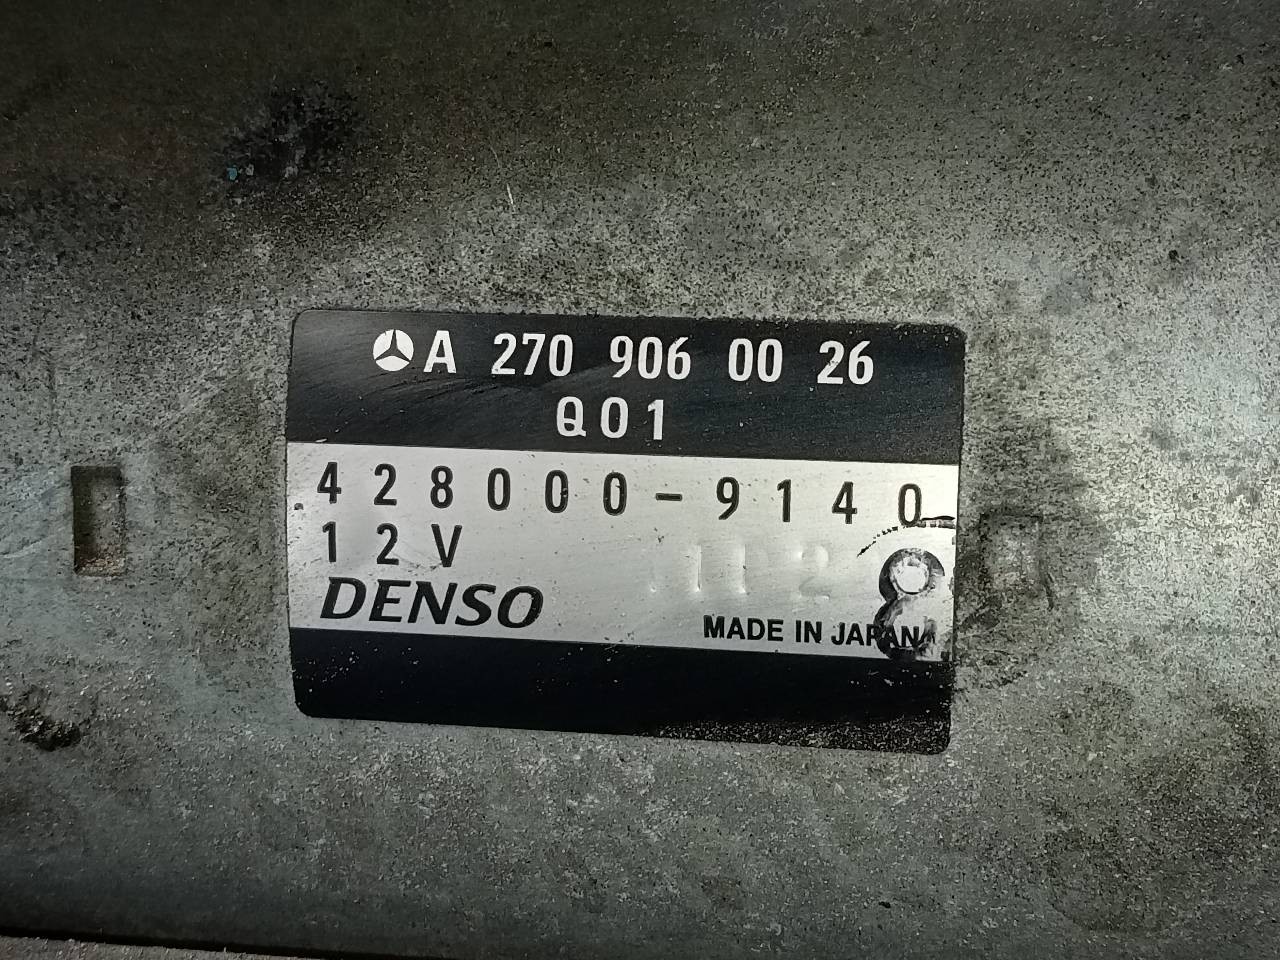 A 270 906 00 26
Q01
428000-9140
12V
DENSO
MADE IN JAPAN